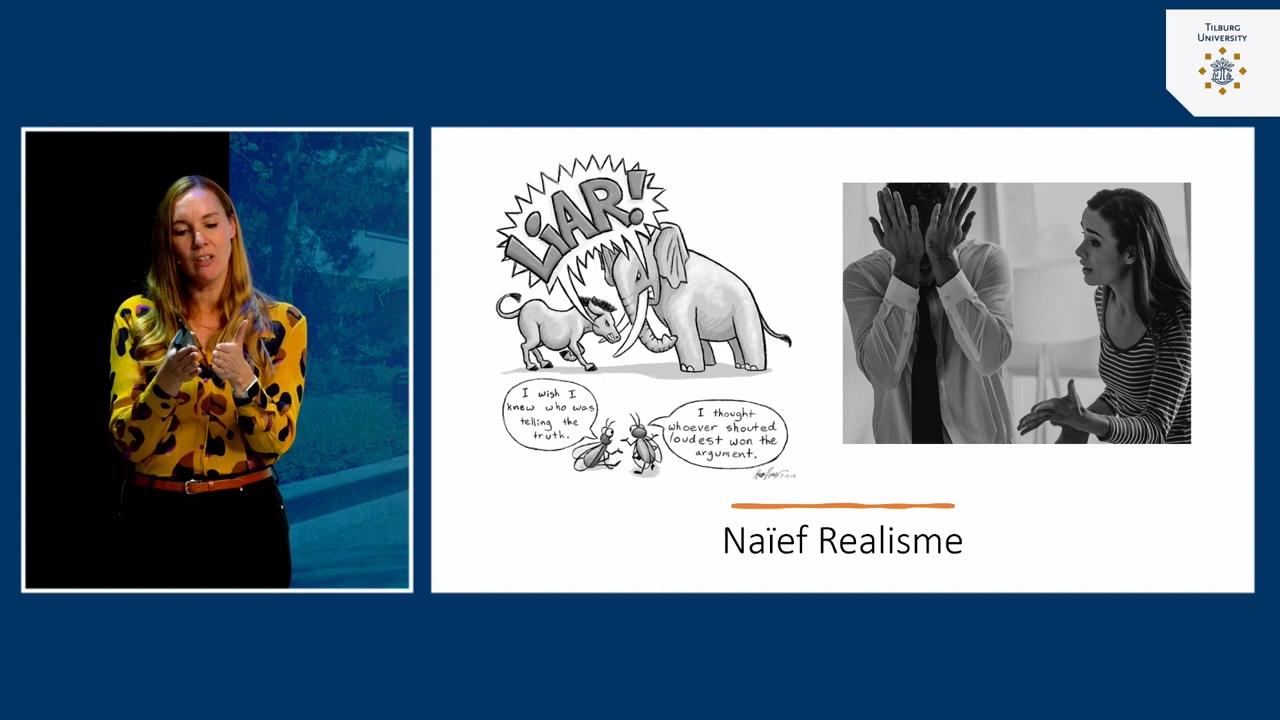 TILBURG
UNIVERSITY
LiAR!
I wish I
knew who was
telling the
truth.
I thought
whoever shouted
loudest won the
argument.
Naïef Realisme